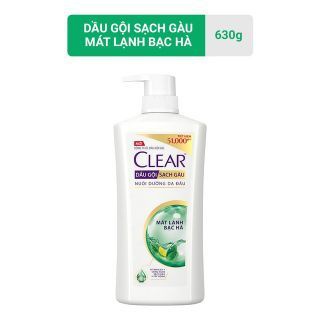 DẦU GỘI SẠCH GÀU
MÁT LẠNH BẠC HÀ
630g
51.000
CLEAR
DẦU GỘI SẠCH GÀU
NUÔI DƯỠNG DA ĐẦU
MÁT LẠNH
BẠC HÀ